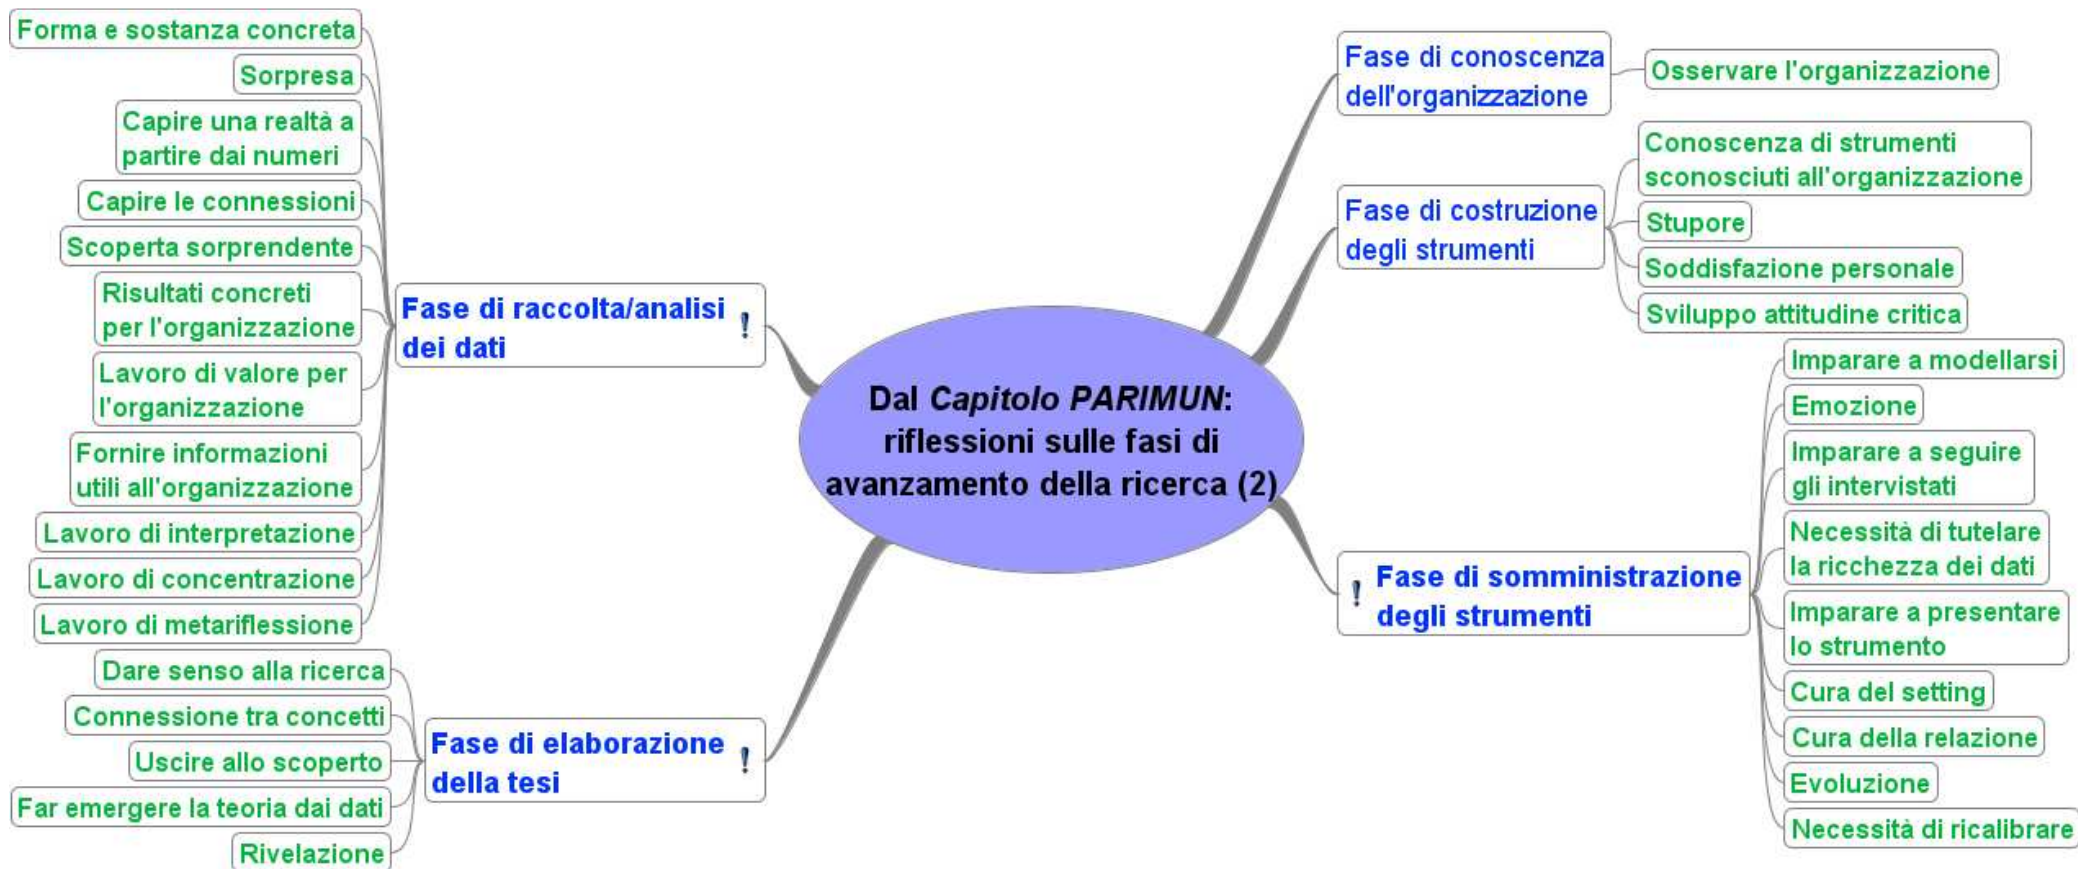 Dal Capitolo PARIMUN:
riflessioni sulle fasi di
avanzamento della ricerca (2)
Fase di conoscenza
dell'organizzazione
Osservare l'organizzazione
Fase di costruzione
degli strumenti
Conoscenza di strumenti
sconosciuti all'organizzazione
Stupore
Soddisfazione personale
Sviluppo attitudine critica
! Fase di somministrazione
degli strumenti
Imparare a modellarsi
Emozione
Imparare a seguire
gli intervistati
Necessità di tutelare
la ricchezza dei dati
Imparare a presentare
lo strumento
Cura del setting
Cura della relazione
Evoluzione
Necessità di ricalibrare
Fase di raccolta/analisi !
dei dati
Forma e sostanza concreta
Sorpresa
Capire una realtà a
partire dai numeri
Capire le connessioni
Scoperta sorprendente
Risultati concreti
per l'organizzazione
Lavoro di valore per
l'organizzazione
Fornire informazioni
utili all'organizzazione
Lavoro di interpretazione
Lavoro di concentrazione
Lavoro di metariflessione
Fase di elaborazione !
della tesi
Dare senso alla ricerca
Connessione tra concetti
Uscire allo scoperto
Far emergere la teoria dai dati
Rivelazione